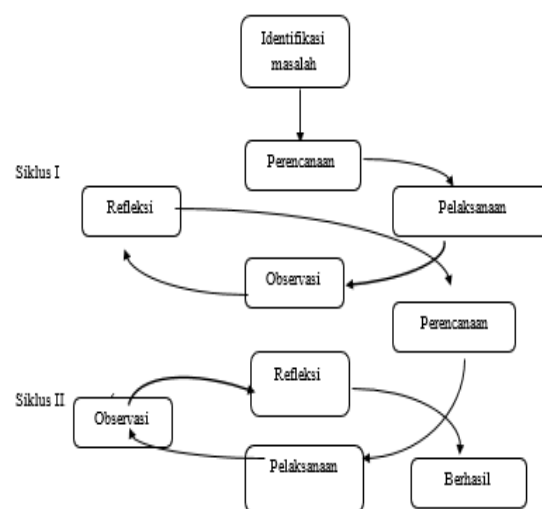 Identifikasi
masalah
Perencanaan
Siklus I
Refleksi
Pelaksanaan
Observasi
Perencanaan
Refleksi
Siklus II
Observasi
Pelaksanaan
Berhasil